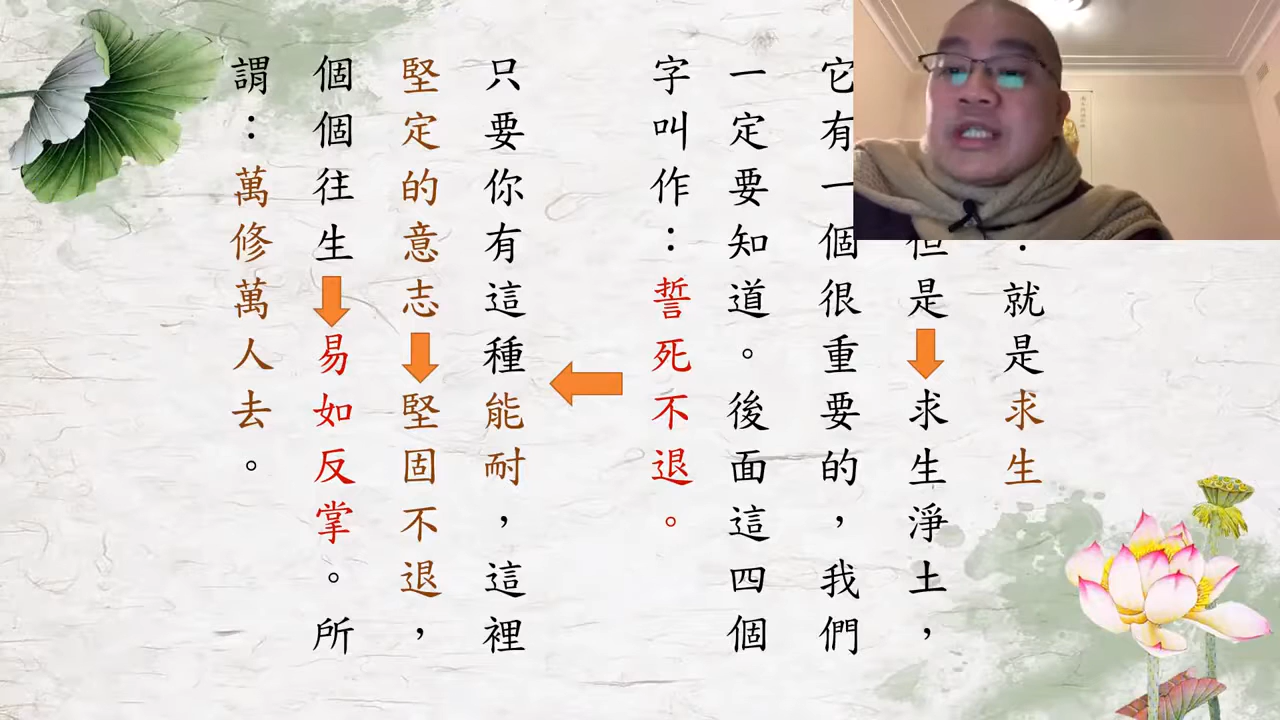 ：就是求生
但是求生淨土，
它有一個很重要的，我們
一定要知道。後面這四個
字叫作：誓死不退。
只要你有這種能耐，這裡
堅定的意志堅固不退，
個個往生易如反掌。所
謂：萬修萬人去。